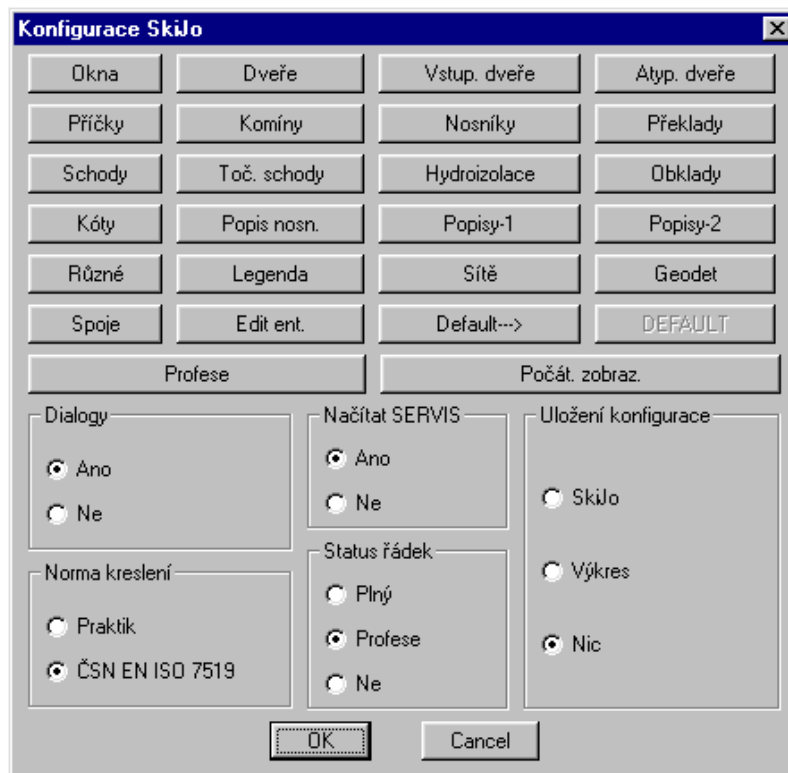 Konfigurace SkiJo
Okna Dveře Vstup. dveře Atyp. dveře
Příčky Komíny Nosníky Překlady
Schody Toč. schody Hydroizolace Obklady
Kóty Popis nosn. Popisy-1 Popisy-2
Různé Legenda Sítě Geodet
Spoje Edit ent. Default---> DEFAULT
Profese Počát. zobraz.
Dialogy
Ano
Ne
Norma kreslení
Praktik
ČSN EN ISO 7519
Načítat SERVIS
Ano
Ne
Status řádek
Plný
Profese
Ne
Uložení konfigurace
SkiJo
Výkres
Nic
OK Cancel